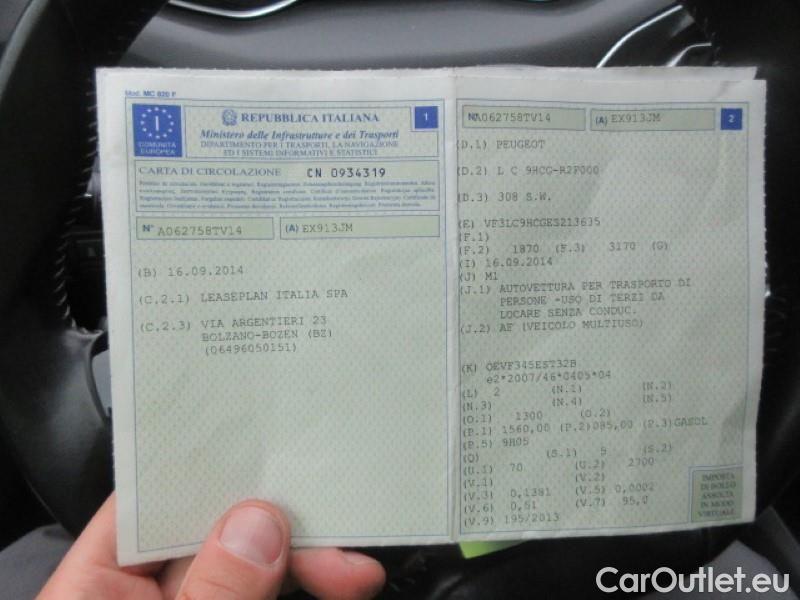 Mod. MC 820 F
COMUNITÀ
EUROPEA
I
REPUBBLICA ITALIANA
1
Ministero delle Infrastrutture e dei Trasporti
DIPARTIMENTO PER I TRASPORTI, LA NAVIGAZIONE
ED I SISTEMI INFORMATIVI E STATISTICI
CARTA DI CIRCOLAZIONE CN 0934319
N° A062758TV14 (A) EX913JM
(B) 16.09.2014
(C.2.1) LEASEPLAN ITALIA SPA
(C.2.3) VIA ARGENTIERI 23
BOLZANO-BOZEN (BZ)
(06496050151)
N° A062758TV14 (A) EX913JM 2
(D.1) PEUGEOT
(D.2) L C 9HCG-R2F000
(D.3) 308 S.W.
(E) VF3LC9HCGES213635
(F.1)
(F.2) 1870 (F.3) 3170 (G)
(I) 16.09.2014
(J) M1
(J.1) AUTOVETTURA PER TRASPORTO DI
PERSONE -USO DI TERZI DA
LOCARE SENZA CONDUC.
(J.2) AF (VEICOLO MULTIUSO)
(K) OEVF345EST32B
e2*2007/46*0405*04
(L) 2 (N.1) (N.2)
(N.3) (N.4) (N.5)
(O.1) 1300 (O.2)
(P.1) 1560,00 (P.2)085,00 (P.3)GASOL
(P.5) 9H05
(Q) (S.1) 5 (S.2)
(U.1) 70 (U.2) 2700
(V.1) (V.2)
(V.3) 0,1381 (V.5) 0,0002
(V.6) 0,51 (V.7) 95,0
(V.9) 195/2013
IMPOSTA
DI BOLLO
ASSOLTA
IN MODO
VIRTUALE
CarOutlet.eu